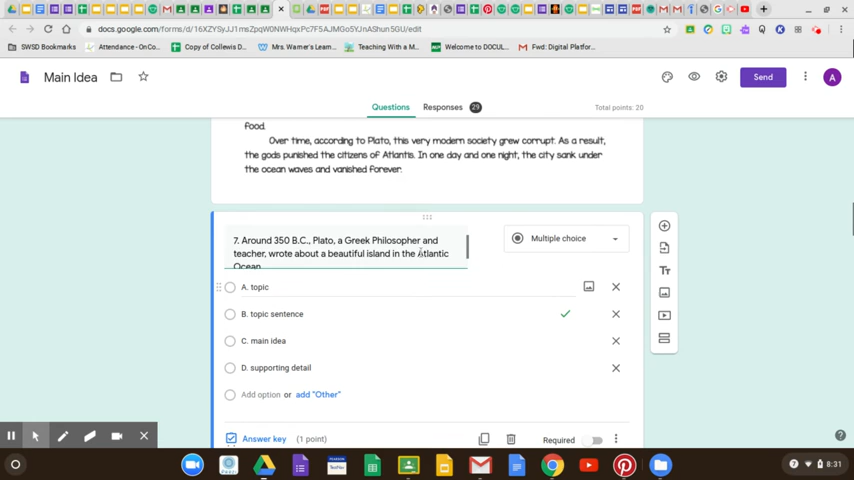 docs.google.com/forms/d/16XZYSyJJ1msZpqW0NWHqxPc7F5AJMGo5YJnAShun5GU/edit
SWSD Bookmarks
Attendance - OnCo...
Copy of Collewis D...
Mrs. Warner's Learn...
Teaching With a M...
Welcome to DOCUL...
Fwd: Digital Platfor...
Main Idea
Send
A
Questions
Responses 29
Total points: 20
food.
Over time, according to Plato, this very modern society grew corrupt. As a result,
the gods punished the citizens of Atlantis. In one day and one night, the city sank under
the ocean waves and vanished forever.
7. Around 350 B.C., Plato, a Greek Philosopher and
teacher, wrote about a beautiful island in the Atlantic
Ocean
Multiple choice
A. topic
B. topic sentence
C. main idea
D. supporting detail
Add option or add "Other"
Answer key (1 point)
Required
8:31